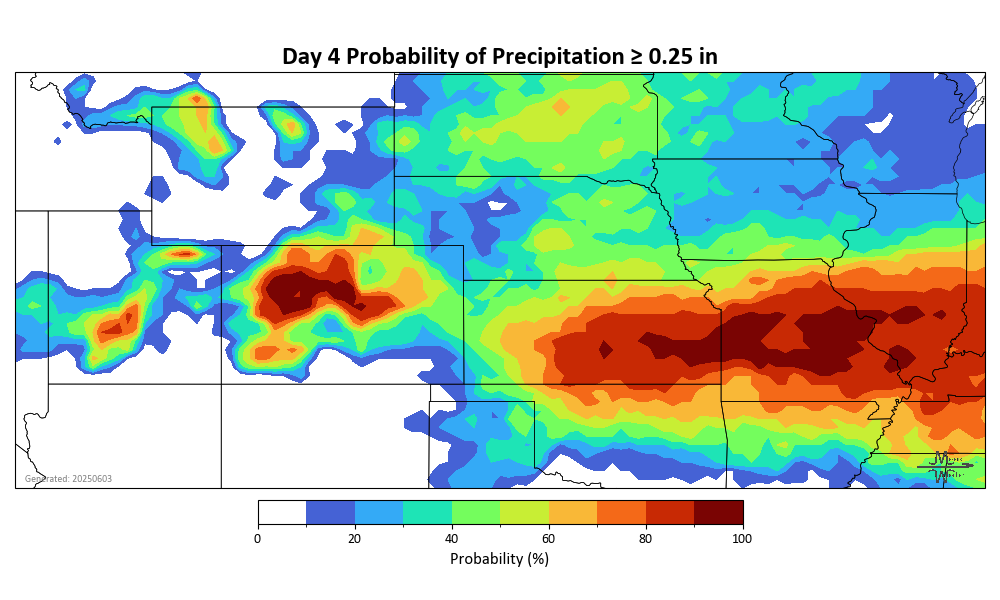 Day 4 Probability of Precipitation ≥ 0.25 in
Generated: 20250603
0 20 40 60 80 100
Probability (%)